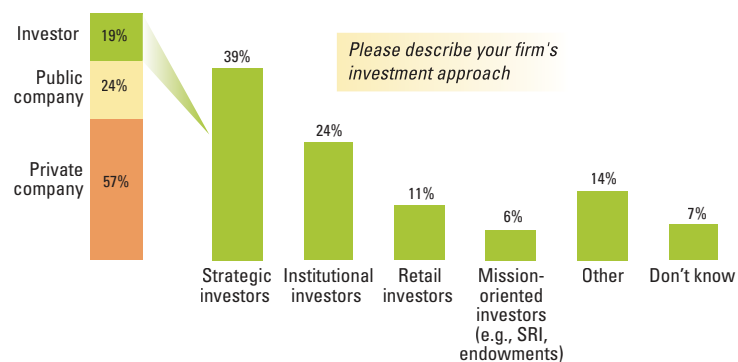 Investor
19%
Public
company
24%
Private
company
57%
Please describe your firm's
investment approach
39%
24%
11%
6%
14%
7%
Strategic
investors
Institutional
investors
Retail
investors
Mission-
oriented
investors
(e.g., SRI,
endowments)
Other
Don't know